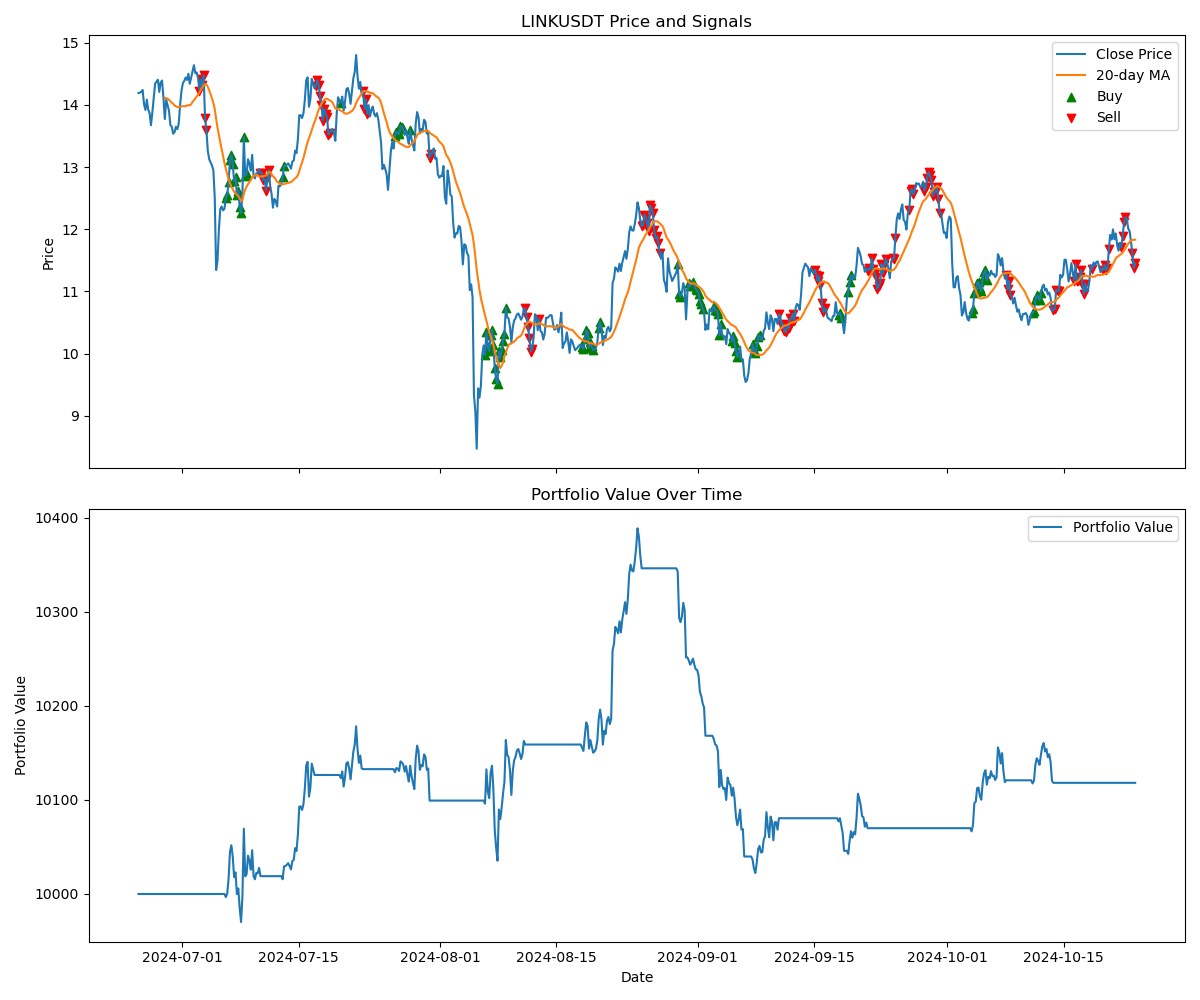 LINKUSDT Price and Signals
15
14
13
12
11
10
9
Price
Close Price
20-day MA
Buy
Sell
Portfolio Value Over Time
10400
10300
10200
10100
10000
Portfolio Value
Portfolio Value
2024-07-01
2024-07-15
2024-08-01
2024-08-15
2024-09-01
2024-09-15
2024-10-01
2024-10-15
Date